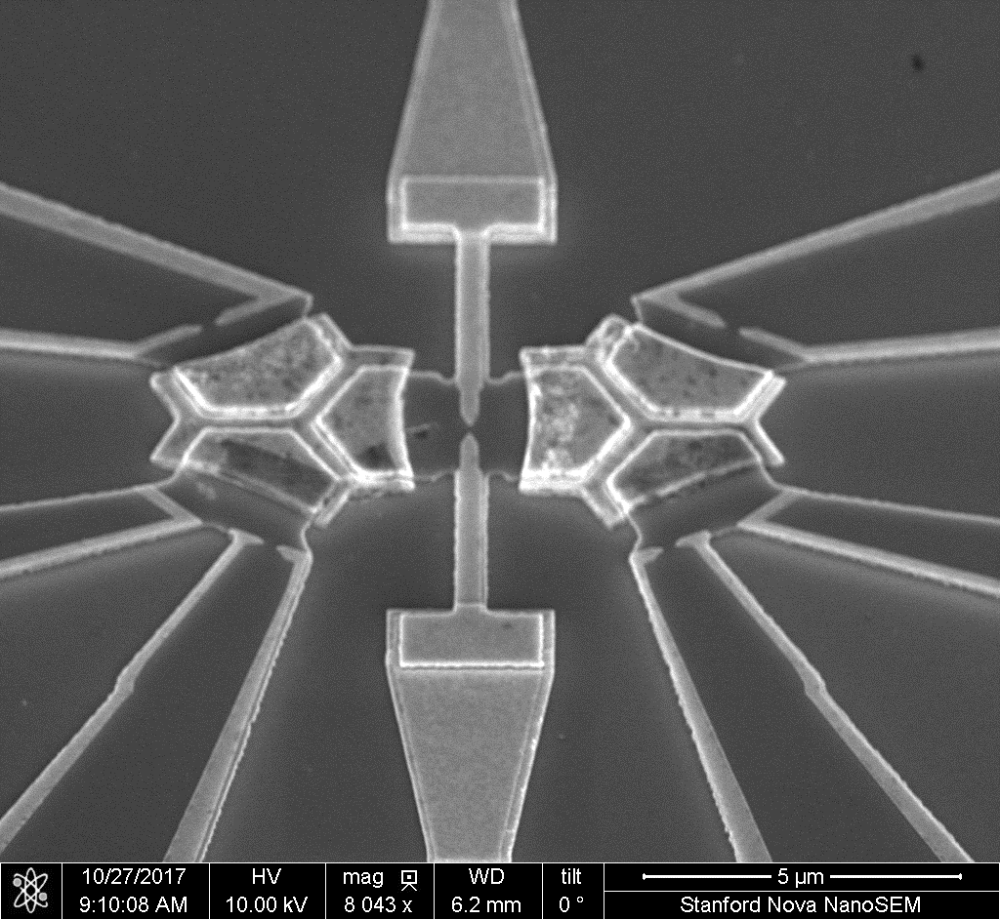 10/27/2017
9:10:08 AM
HV
10.00 kV
mag
8 043 x
WD
6.2 mm
tilt
0 °
5 µm
Stanford Nova NanoSEM